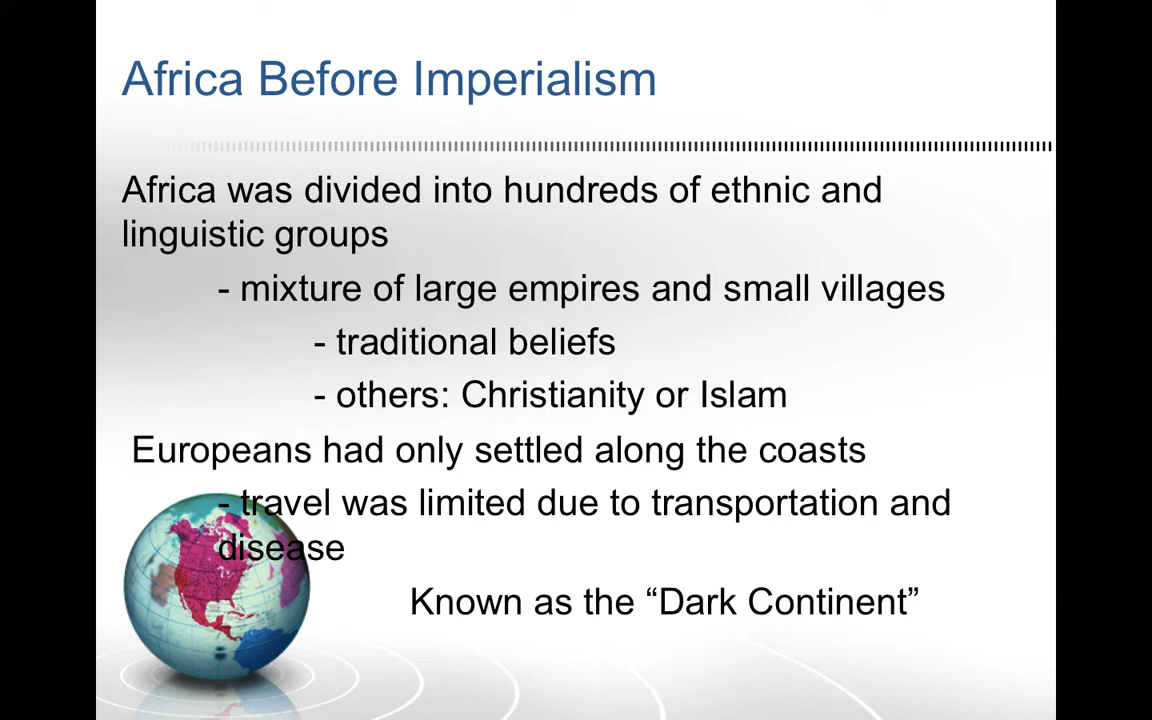 Africa Before Imperialism
Africa was divided into hundreds of ethnic and
linguistic groups
- mixture of large empires and small villages
- traditional beliefs
- others: Christianity or Islam
Europeans had only settled along the coasts
- travel was limited due to transportation and
disease
Known as the “Dark Continent”